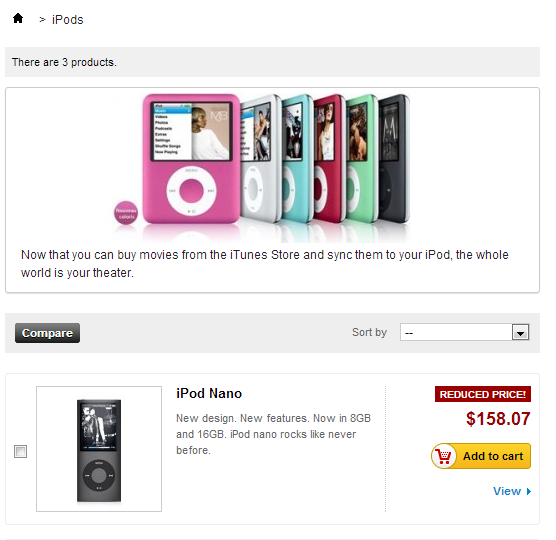 > iPods
There are 3 products.
Music
Videos
Photos
Podcasts
Extras
Settings
Shuffle Songs
Now Playing
MENU
Nouveaux
coloris
Now that you can buy movies from the iTunes Store and sync them to your iPod, the whole
world is your theater.
Compare
Sort by
--
iPod Nano
New design. New features. Now in 8GB
and 16GB. iPod nano rocks like never
before.
REDUCED PRICE!
$158.07
Add to cart
View